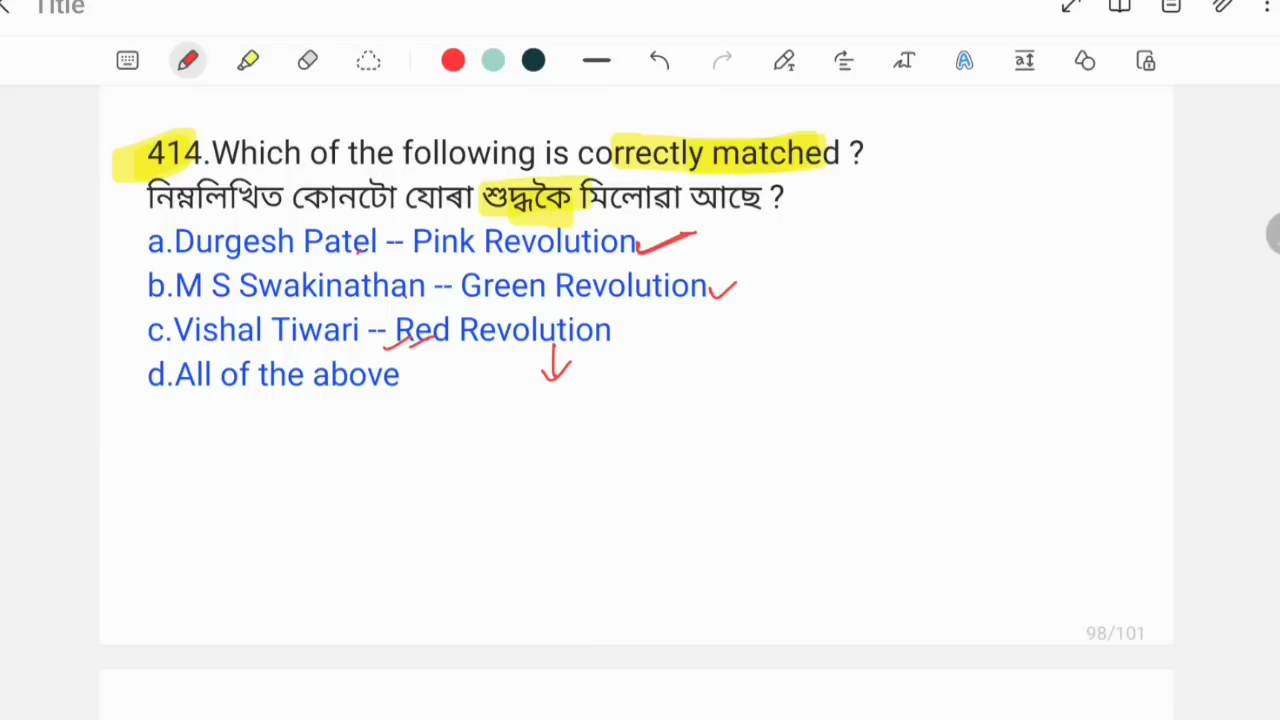 Title
414.Which of the following is correctly matched ?
নিম্নলিখিত কোনটো যোৰা শুদ্ধকৈ মিলোৱা আছে ?
a.Durgesh Patel -- Pink Revolution
b.M S Swakinathan -- Green Revolution
c.Vishal Tiwari -- Red Revolution
d.All of the above
98/101